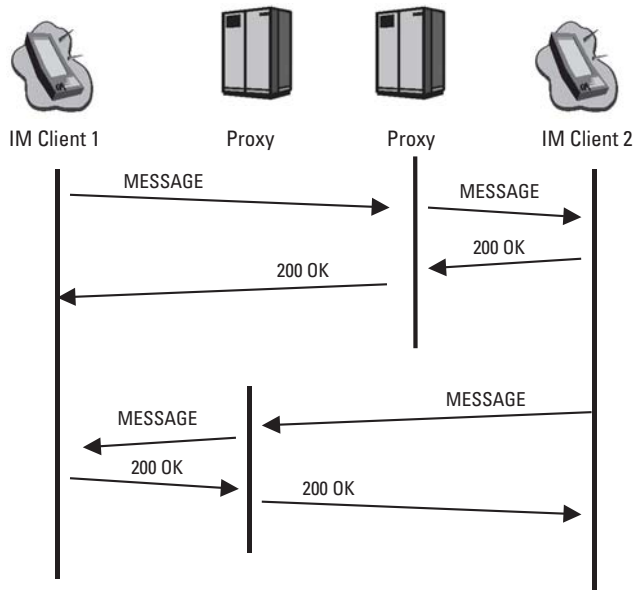 IM Client 1
Proxy
Proxy
IM Client 2
MESSAGE
MESSAGE
200 OK
200 OK
MESSAGE
MESSAGE
200 OK
200 OK